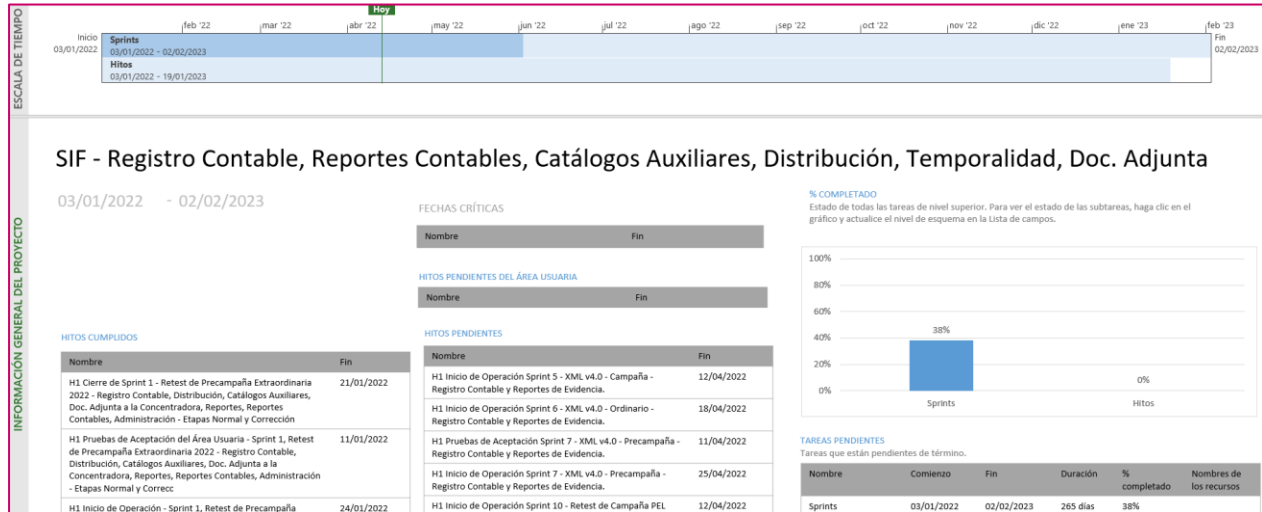 ESCALA DE TIEMPO
Hoy
feb '22 mar '22 abr '22 may '22 jun '22 jul '22 ago '22 sep '22 oct '22 nov '22 dic '22 ene '23 feb '23
Inicio
03/01/2022
Sprints
03/01/2022 - 02/02/2023
Hitos
03/01/2022 - 19/01/2023
Fin
02/02/2023
INFORMACIÓN GENERAL DEL PROYECTO
SIF - Registro Contable, Reportes Contables, Catálogos Auxiliares, Distribución, Temporalidad, Doc. Adjunta
03/01/2022 - 02/02/2023
HITOS CUMPLIDOS
Nombre Fin
H1 Cierre de Sprint 1 - Retest de Precampaña Extraordinaria 21/01/2022
2022 - Registro Contable, Distribución, Catálogos Auxiliares,
Doc. Adjunta a la Concentradora, Reportes, Reportes
Contables, Administración - Etapas Normal y Corrección
H1 Pruebas de Aceptación del Área Usuaria - Sprint 1, Retest 11/01/2022
de Precampaña Extraordinaria 2022 - Registro Contable,
Distribución, Catálogos Auxiliares, Doc. Adjunta a la
Concentradora, Reportes, Reportes Contables, Administración
- Etapas Normal y Correcc
H1 Inicio de Operación - Sprint 1, Retest de Precampaña 24/01/2022
FECHAS CRÍTICAS
Nombre Fin
HITOS PENDIENTES DEL ÁREA USUARIA
Nombre Fin
HITOS PENDIENTES
Nombre Fin
H1 Inicio de Operación Sprint 5 - XML v4.0 - Campaña - 12/04/2022
Registro Contable y Reportes de Evidencia.
H1 Inicio de Operación Sprint 6 - XML v4.0 - Ordinario - 18/04/2022
Registro Contable y Reportes de Evidencia.
H1 Pruebas de Aceptación Sprint 7 - XML v4.0 - Precampaña - 11/04/2022
Registro Contable y Reportes de Evidencia.
H1 Inicio de Operación Sprint 7 - XML v4.0 - Precampaña - 25/04/2022
Registro Contable y Reportes de Evidencia.
H1 Inicio de Operación Sprint 10 - Retest de Campaña PEL 12/04/2022
% COMPLETADO
Estado de todas las tareas de nivel superior. Para ver el estado de las subtareas, haga clic en el
gráfico y actualice el nivel de esquema en la Lista de campos.
100%
80%
60%
40%
20%
0%
38%
0%
Sprints Hitos
TAREAS PENDIENTES
Tareas que están pendientes de término.
Nombre Comienzo Fin Duración % completado Nombres de los recursos
Sprints 03/01/2022 02/02/2023 265 días 38%